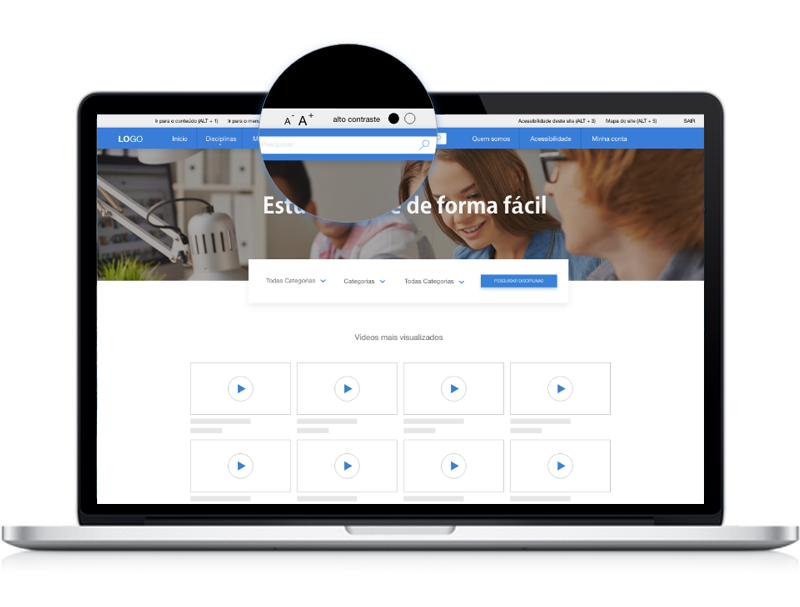 Ir para o conteúdo (ALT + 1) Ir para o men
A- A+ alto contraste
Acessibilidade deste site (ALT + 3) Mapa do site (ALT + 5) SAIR
LOGO Início Disciplinas
Pesquisar
Quem somos Acessibilidade Minha conta
Estu e de forma fácil
Todas Categorias Categorias Todas Categorias PESQUISAR DISCIPLINAS
Vídeos mais visualizados